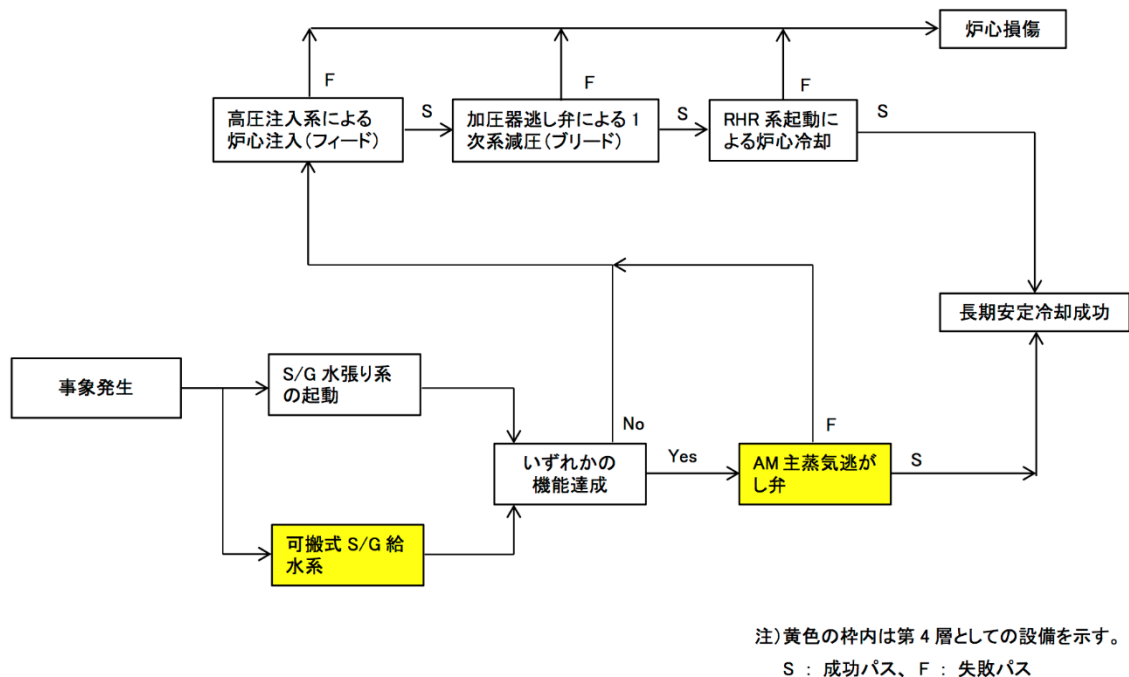 炉心損傷
F
F
F
高圧注入系による
炉心注入(フィード)
S
加圧器逃し弁による 1
次系減圧(ブリード)
S
RHR 系起動に
よる炉心冷却
S
長期安定冷却成功
事象発生
S/G 水張り系
の起動
No
F
いずれかの
機能達成
Yes
AM 主蒸気逃が
し弁
S
可搬式 S/G 給
水系
注)黄色の枠内は第 4 層としての設備を示す。
S : 成功パス、F : 失敗パス